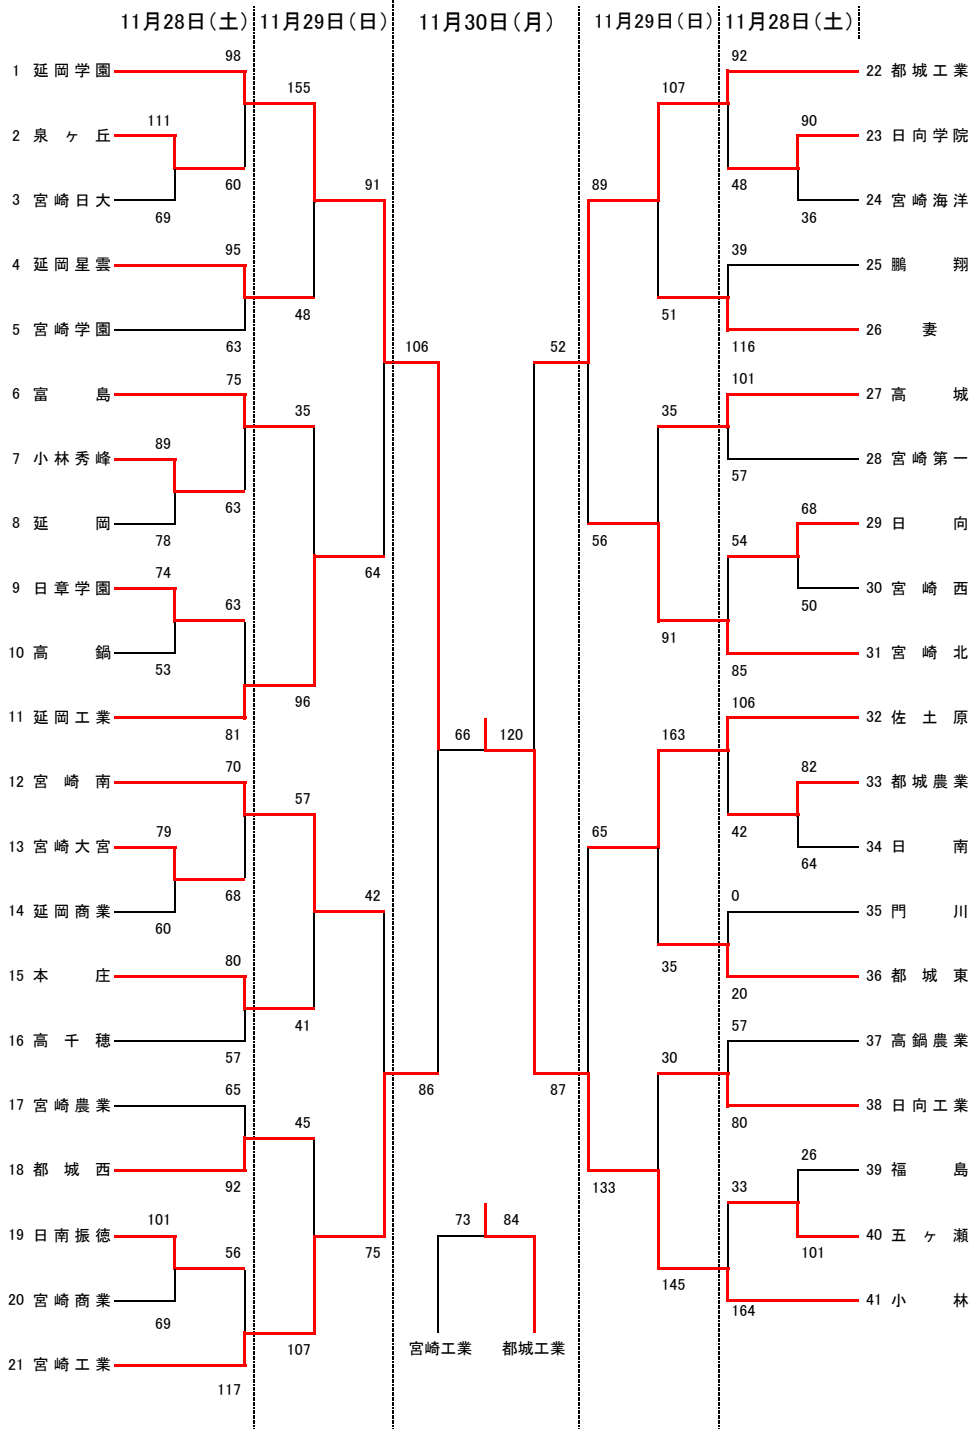 11月28日(土) 11月29日(日) 11月30日(月) 11月29日(日) 11月28日(土)
98 92
1 延岡学園 22 都城工業
155 107
111 90
2 泉ヶ丘 23 日向学院
60 91 89 48
3 宮崎日大 24 宮崎海洋
69 36
95 39
4 延岡星雲 25 鵬翔
48 51
5 宮崎学園 26 妻
63 106 52 116
75 101
6 富島 27 高城
35 35
89
7 小林秀峰 28 宮崎第一
57
63 68
8 延岡 29 日向
78 56 54
74 64
9 日章学園 30 宮崎西
63 50
91
10 高鍋 31 宮崎北
53 85
96 106
11 延岡工業 32 佐土原
81 66 120 163
70 82
12 宮崎南 33 都城農業
57
79 65 42
13 宮崎大宮 34 日南
64
68 42 0
14 延岡商業 35 門川
60
80 35
15 本庄 36 都城東
41 20
16 高千穂 37 高鍋農業
57 30 57
65 86 87
17 宮崎農業 38 日向工業
45 80
26
18 都城西 39 福島
92 133 33
101 73 84
19 日南振徳 40 五ヶ瀬
56 75 101
145
20 宮崎商業 41 小林
69 164
107 宮崎工業 都城工業
21 宮崎工業
117